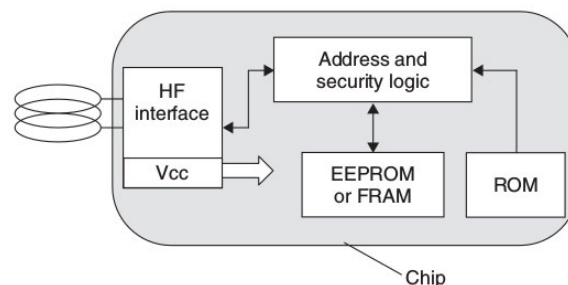 HF
interface
Vcc
Address and
security logic
EEPROM
or FRAM
ROM
Chip